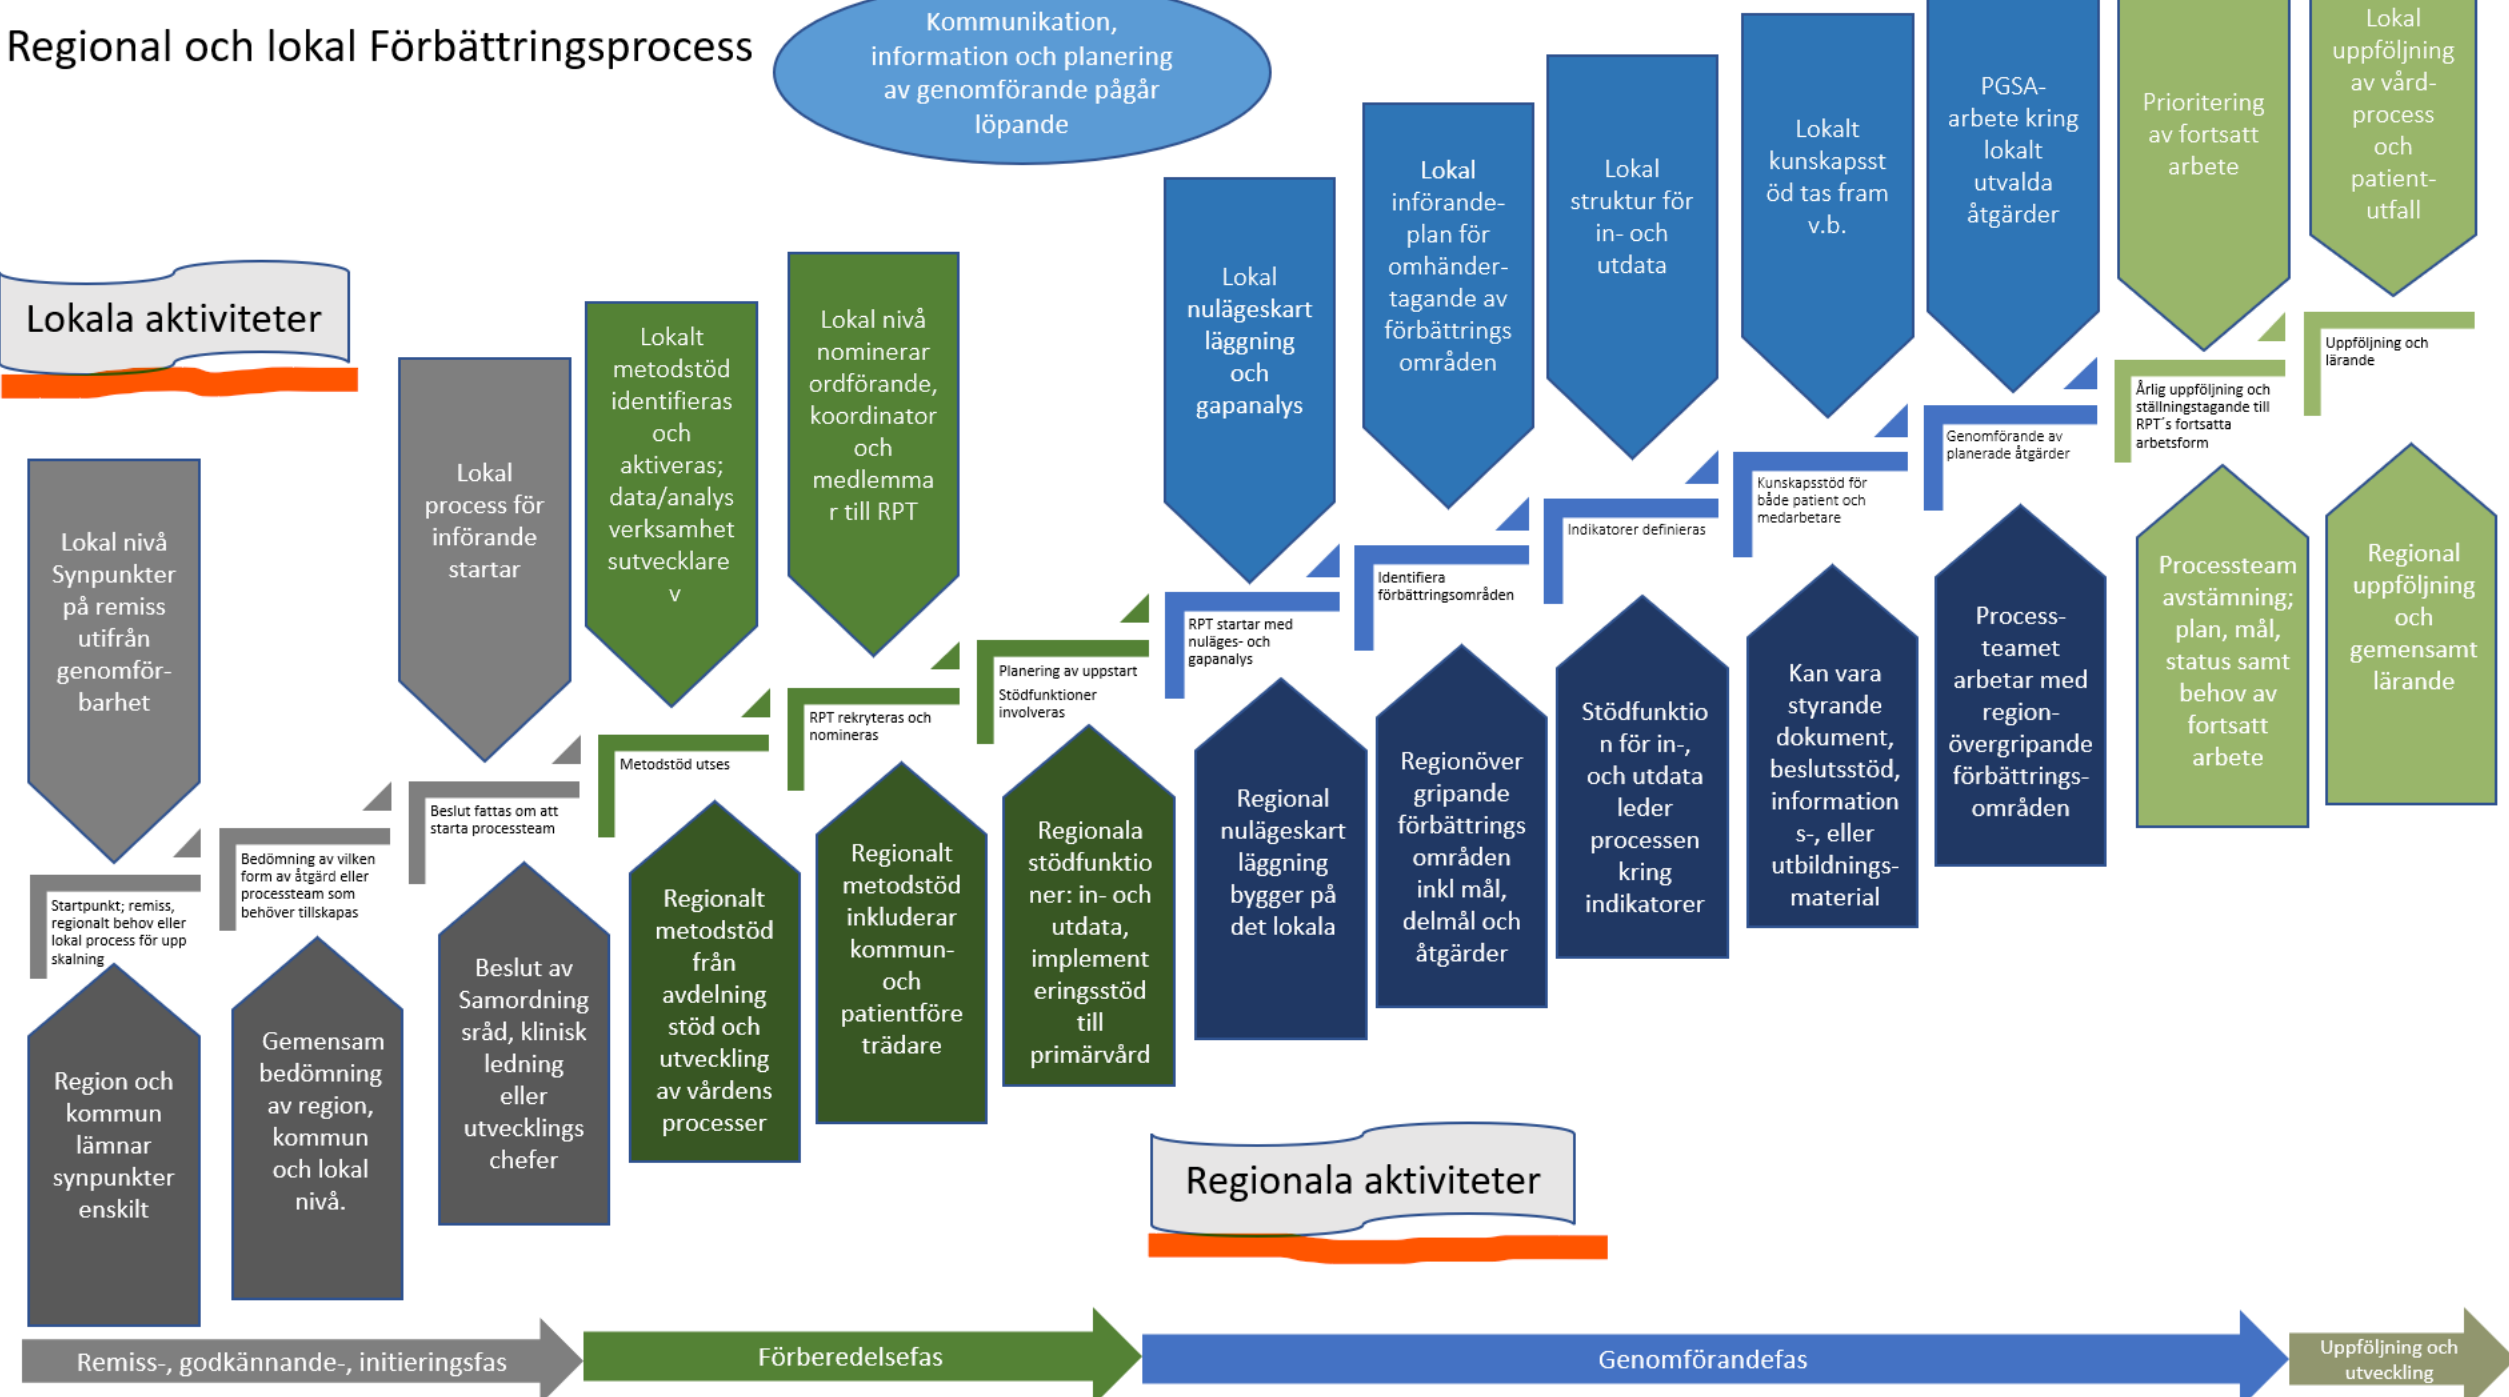 Regional och lokal Förbättringsprocess
Kommunikation,
information och planering
av genomförande pågår
löpande
Lokala aktiviteter
Lokal nivå
Synpunkter
på remiss
utifrån
genomför-
barhet
Lokal
process för
införande
startar
Lokalt
metodstöd
identifieras
och
aktiveras;
data/analys
verksamhet
sutvecklare
v
Lokal nivå
nominerar
ordförande,
koordinator
och
medlemma
r till RPT
Lokal
nulägeskart
läggning
och
gapanalys
Lokal
införande-
plan för
omhänder-
tagande av
förbättrings
områden
Lokal
struktur för
in- och
utdata
Lokalt
kunskapsst
öd tas fram
v.b.
PGSA-
arbete kring
lokalt
utvalda
åtgärder
Prioritering
av fortsatt
arbete
Lokal
uppföljning
av vård-
process
och
patient-
utfall
Startpunkt; remiss,
regionalt behov eller
lokal process för upp
skalning
Bedömning av vilken
form av åtgärd eller
processteam som
behöver tillskapas
Beslut fattas om att
starta processteam
Metodstöd utses
RPT rekryteras och
nomineras
Planering av uppstart
Stödfunktioner
involveras
RPT startar med
nuläges- och
gapanalys
Identifiera
förbättringsområden
Indikatorer definieras
Kunskapsstöd för
både patient och
medarbetare
Genomförande av
planerade åtgärder
Årlig uppföljning och
ställningstagande till
RPT´s fortsatta
arbetsform
Uppföljning och
lärande
Region och
kommun
lämnar
synpunkter
enskilt
Gemensam
bedömning
av region,
kommun
och lokal
nivå.
Beslut av
Samordning
sråd, klinisk
ledning
eller
utvecklings
chefer
Regionalt
metodstöd
från
avdelning
stöd och
utveckling
av vårdens
processer
Regionalt
metodstöd
inkluderar
kommun-
och
patientföre
trädare
Regionala
stödfunktio
ner: in- och
utdata,
implement
eringsstöd
till
primärvård
Regional
nulägeskart
läggning
bygger på
det lokala
Regionöver
gripande
förbättrings
områden
inkl mål,
delmål och
åtgärder
Stödfunktio
n för in-,
och utdata
leder
processen
kring
indikatorer
Kan vara
styrande
dokument,
beslutsstöd,
information
s-, eller
utbildnings-
material
Process-
teamet
arbetar med
region-
övergripande
förbättrings-
områden
Processteam
avstämning;
plan, mål,
status samt
behov av
fortsatt
arbete
Regional
uppföljning
och
gemensamt
lärande
Regionala aktiviteter
Remiss-, godkännande-, initieringsfas
Förberedelsefas
Genomförandefas
Uppföljning och
utveckling